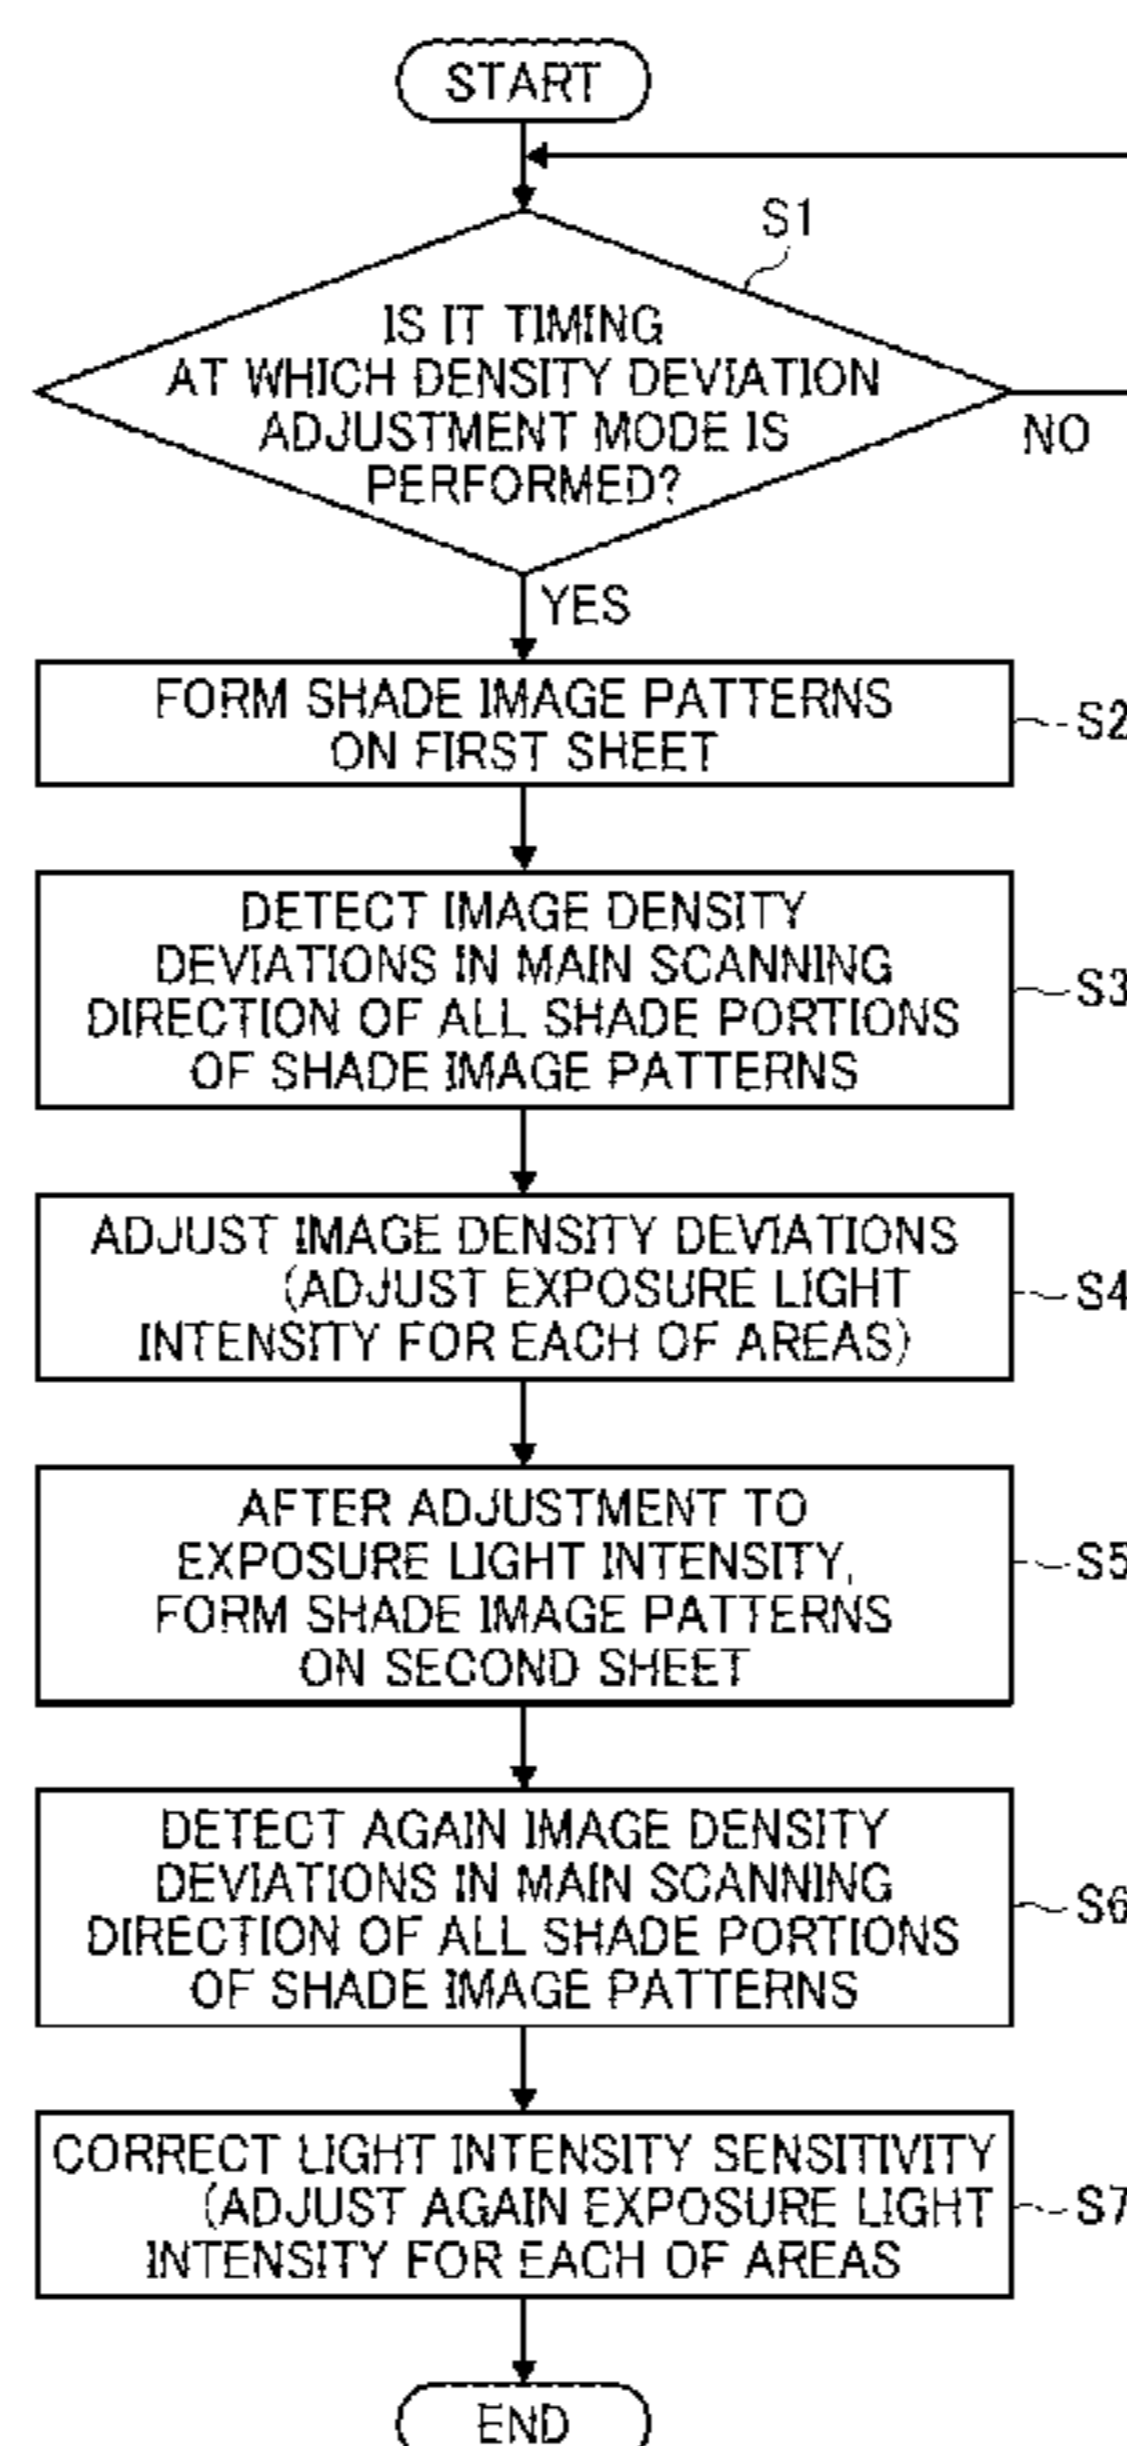 START
S1
IS IT TIMING
AT WHICH DENSITY DEVIATION
ADJUSTMENT MODE IS
PERFORMED?
NO
YES
FORM SHADE IMAGE PATTERNS
ON FIRST SHEET
S2
DETECT IMAGE DENSITY
DEVIATIONS IN MAIN SCANNING
DIRECTION OF ALL SHADE PORTIONS
OF SHADE IMAGE PATTERNS
S3
ADJUST IMAGE DENSITY DEVIATIONS
(ADJUST EXPOSURE LIGHT
INTENSITY FOR EACH OF AREAS)
S4
AFTER ADJUSTMENT TO
EXPOSURE LIGHT INTENSITY,
FORM SHADE IMAGE PATTERNS
ON SECOND SHEET
S5
DETECT AGAIN IMAGE DENSITY
DEVIATIONS IN MAIN SCANNING
DIRECTION OF ALL SHADE PORTIONS
OF SHADE IMAGE PATTERNS
S6
CORRECT LIGHT INTENSITY SENSITIVITY
(ADJUST AGAIN EXPOSURE LIGHT
INTENSITY FOR EACH OF AREAS
S7
END